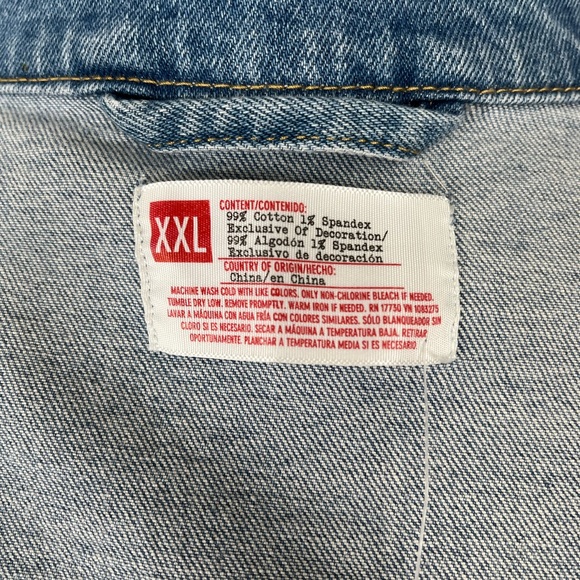 XXL
CONTENT/CONTENIDO:
99% Cotton 1% Spandex
Exclusive Of Decoration/
99% Algodón 1% Spandex
Exclusivo de decoración
COUNTRY OF ORIGIN/HECHO:
China/en China
MACHINE WASH COLD WITH LIKE COLORS. ONLY NON-CHLORINE BLEACH IF NEEDED.
TUMBLE DRY LOW. REMOVE PROMPTLY. WARM IRON IF NEEDED. RN 17730 VN 1085275
LAVAR A MÁQUINA CON AGUA FRÍA CON COLORES SIMILARES. SÓLO BLANQUEADOR SIN
CLORO SI ES NECESARIO. SECAR A MÁQUINA A TEMPERATURA BAJA. RETIRAR
OPORTUNAMENTE. PLANCHAR A TEMPERATURA MEDIA SI ES NECESARIO.